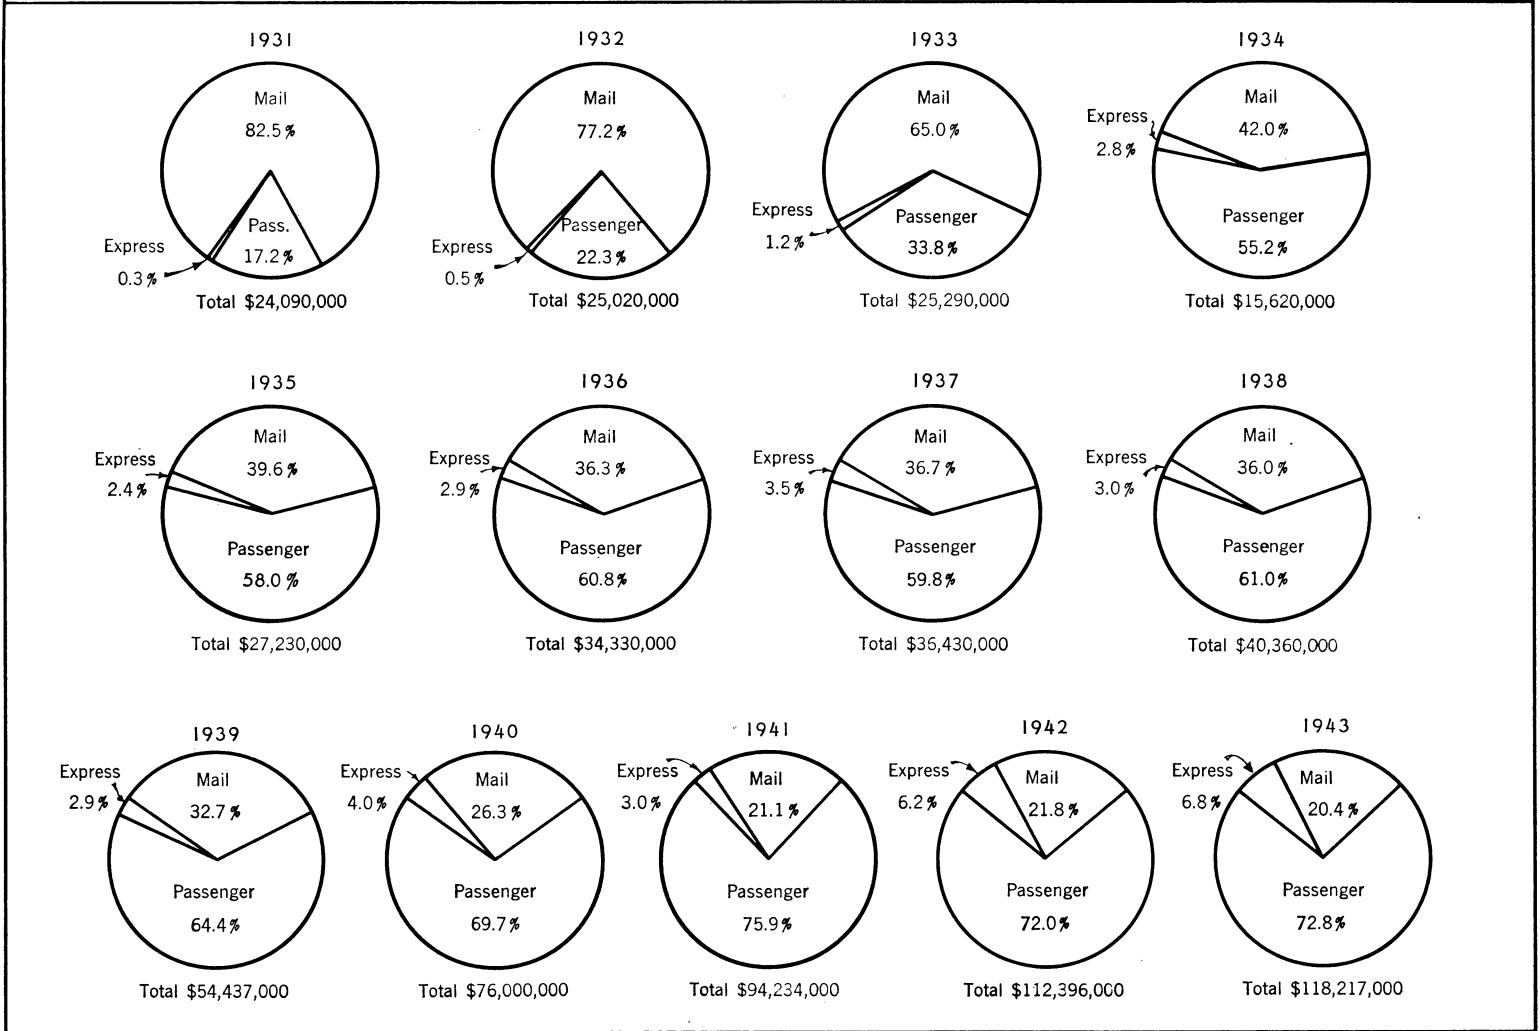 1931
Mail
82.5%
Pass.
17.2%
Express
0.3%
Total $24,090,000
1932
Mail
77.2%
Passenger
22.3%
Express
0.5%
Total $25,020,000
1933
Mail
65.0%
Express
1.2%
Passenger
33.8%
Total $25,290,000
1934
Mail
42.0%
Express
2.8%
Passenger
55.2%
Total $15,620,000
1935
Mail
39.6%
Express
2.4%
Passenger
58.0%
Total $27,230,000
1936
Mail
36.3%
Express
2.9%
Passenger
60.8%
Total $34,330,000
1937
Mail
36.7%
Express
3.5%
Passenger
59.8%
Total $36,430,000
1938
Mail
36.0%
Express
3.0%
Passenger
61.0%
Total $40,360,000
1939
Mail
32.7%
Express
2.9%
Passenger
64.4%
Total $54,437,000
1940
Mail
26.3%
Express
4.0%
Passenger
69.7%
Total $76,000,000
1941
Mail
21.1%
Express
3.0%
Passenger
75.9%
Total $94,234,000
1942
Mail
21.8%
Express
6.2%
Passenger
72.0%
Total $112,396,000
1943
Mail
20.4%
Express
6.8%
Passenger
72.8%
Total $118,217,000